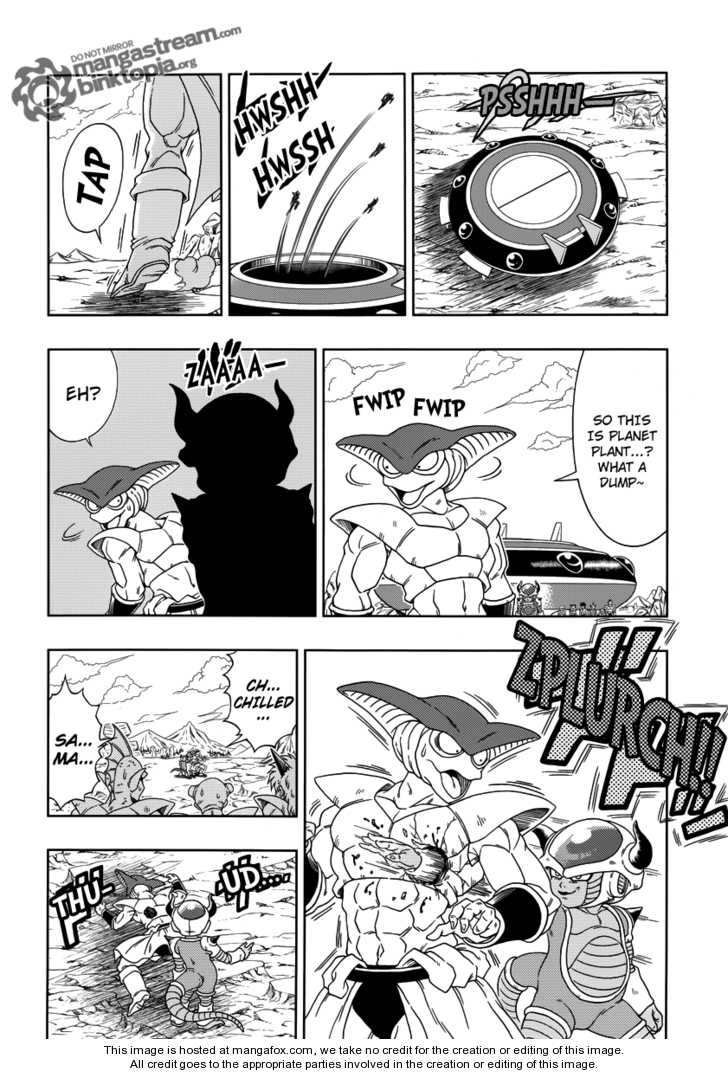 DO NOT MIRROR
mangastream.com
binktopia.org
PSSHHH—
HWSHH
HWSSH
TAP
SO THIS
IS PLANET
PLANT...?
WHAT A
DUMP~
FWIP FWIP
ZAAAA—
EH?
CH...
CHILLED
...
SA...
MA...
ZPLURCH!!
THU-
UD...
This image is hosted at mangafox.com, we take no credit for the creation or editing of this image.
All credit goes to the appropriate parties involved in the creation or editing of this image.